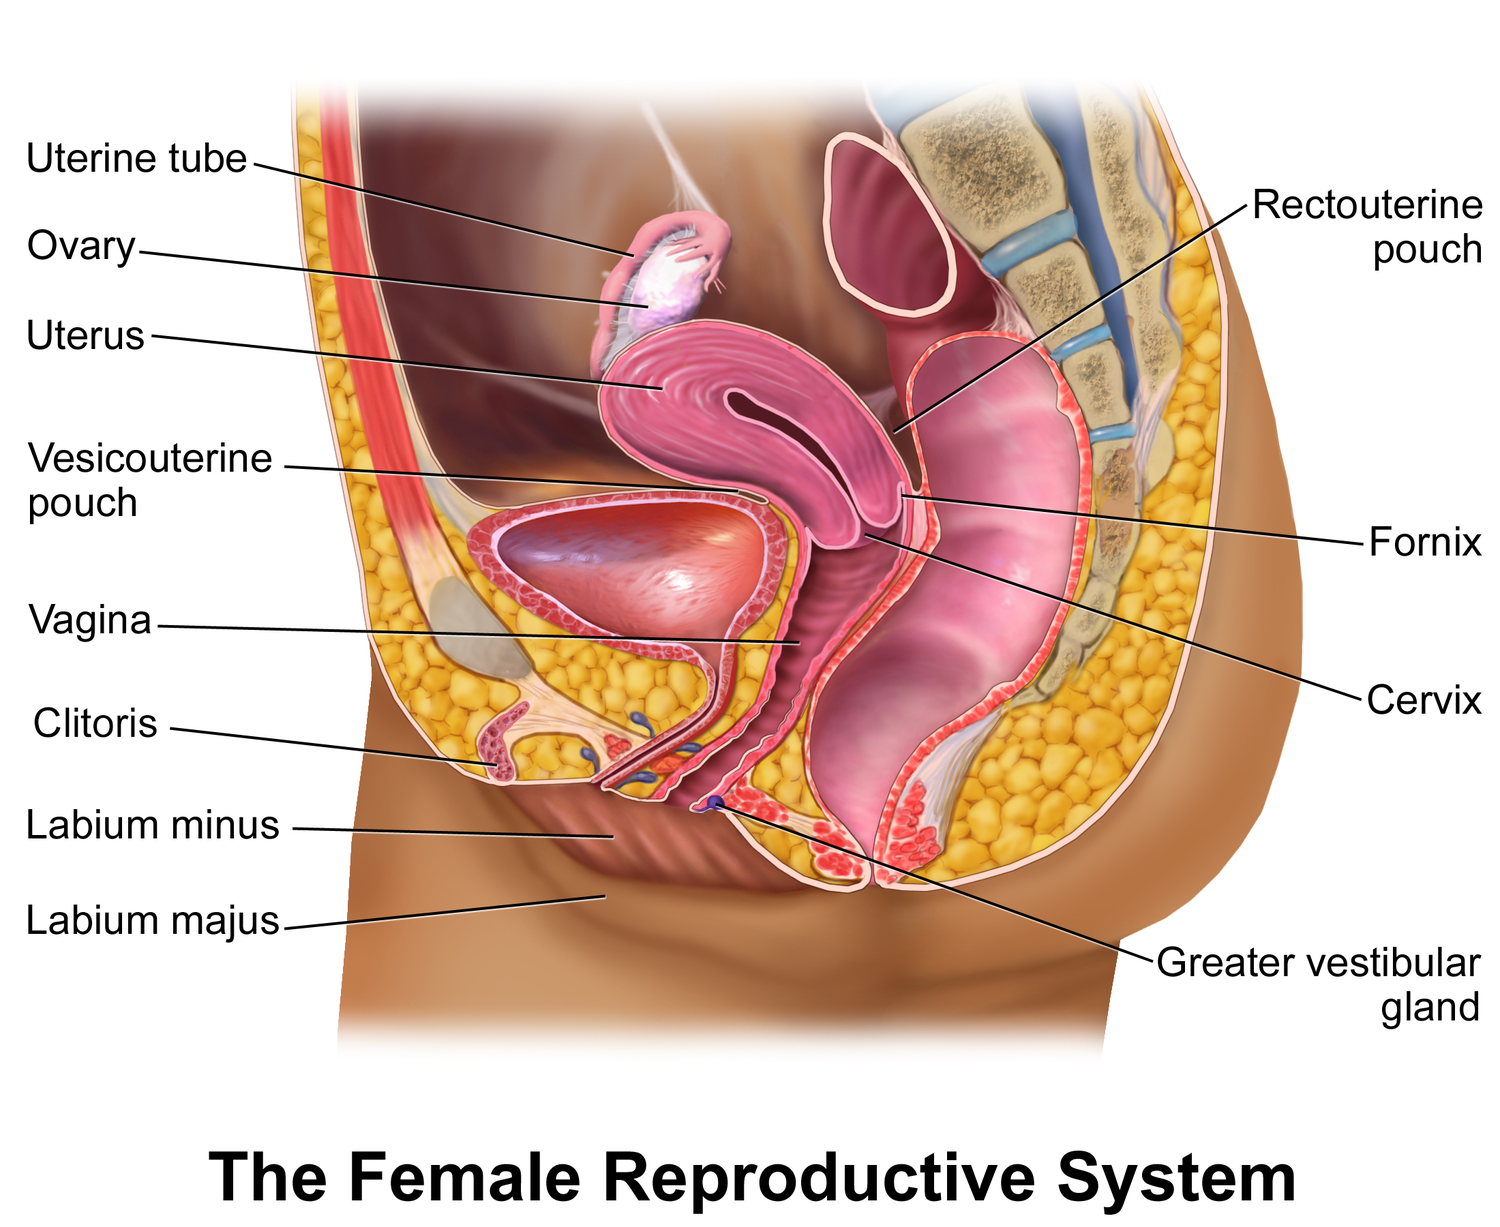 Uterine tube
Ovary
Uterus
Vesicouterine
pouch
Vagina
Clitoris
Labium minus
Labium majus
Rectouterine
pouch
Fornix
Cervix
Greater vestibular
gland
The Female Reproductive System